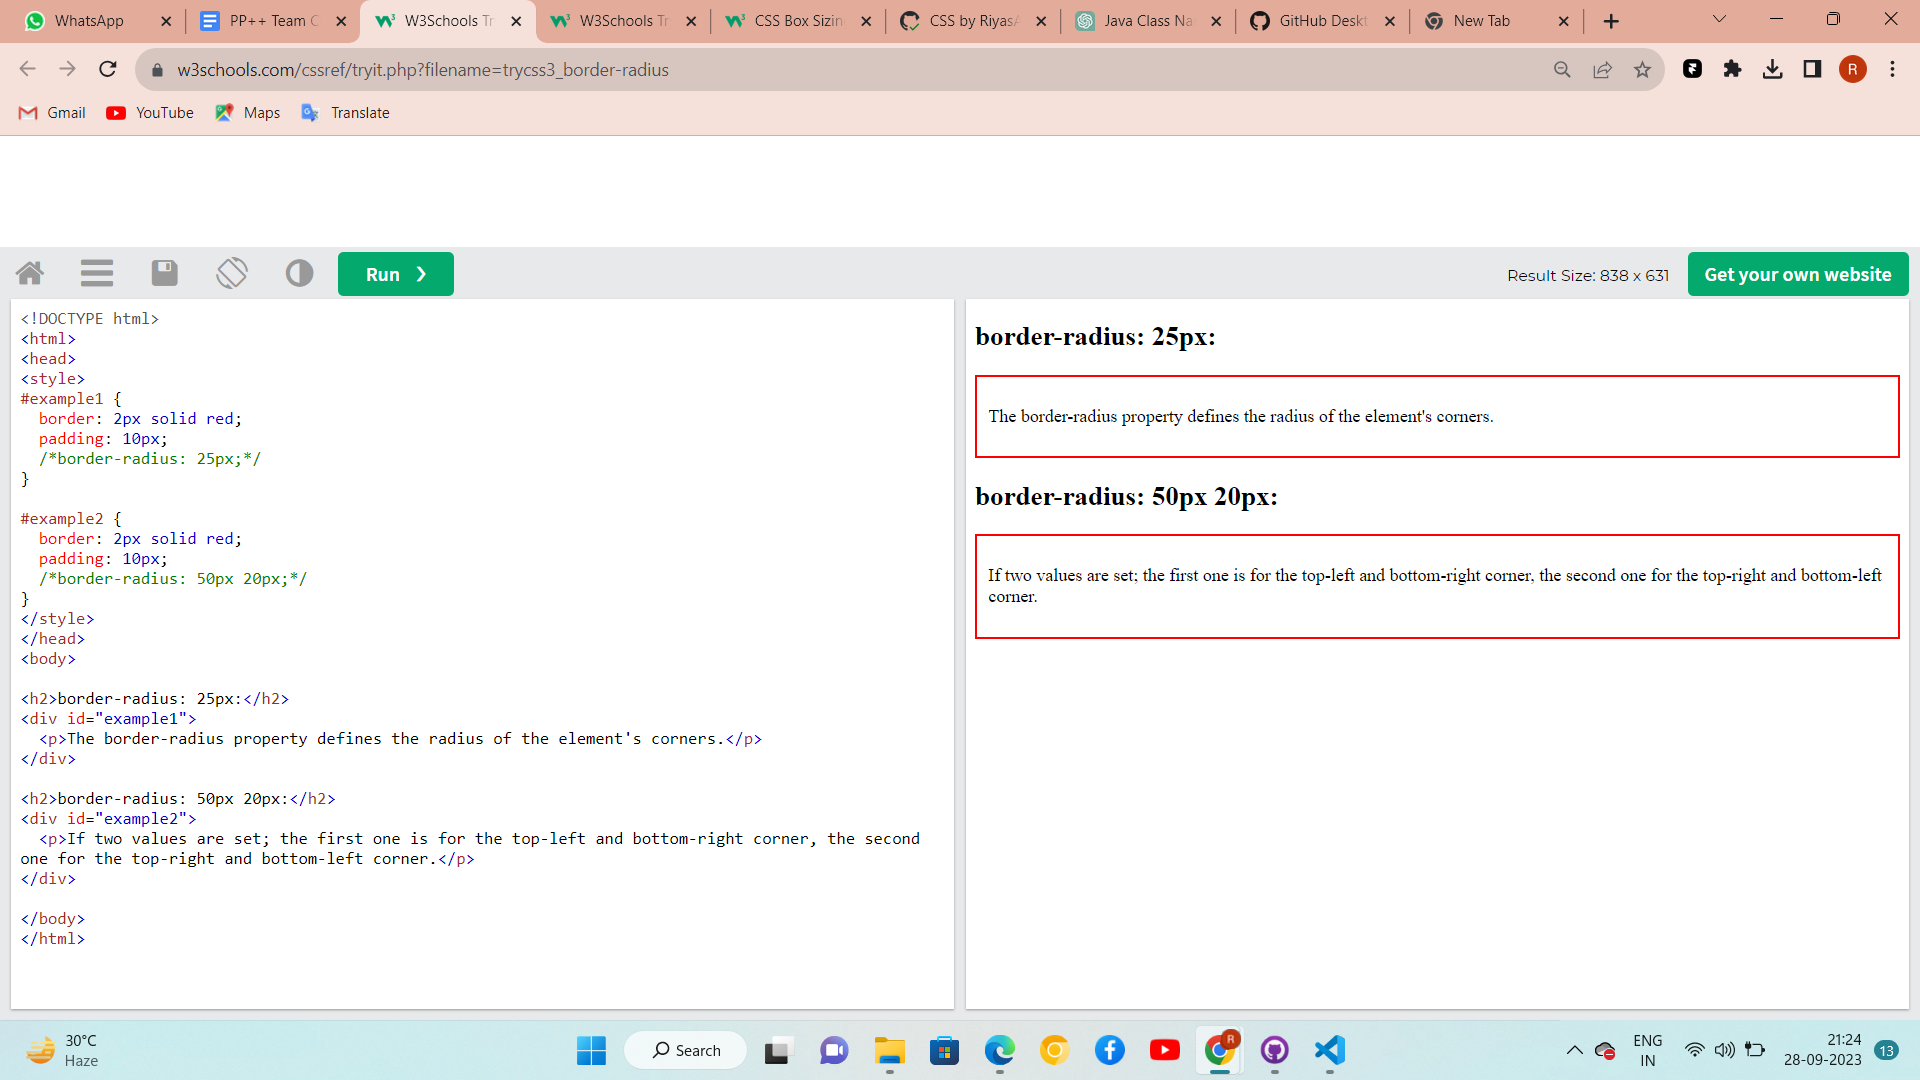 WhatsApp
PP++ Team C
W3Schools Tr
W3Schools Tr
CSS Box Sizin
CSS by RiyasA
Java Class Na
GitHub Deskt
New Tab
w3schools.com/cssref/tryit.php?filename=trycss3_border-radius
R
Gmail
YouTube
Maps
Translate
Run ❯
Result Size: 838 x 631
Get your own website
<!DOCTYPE html>
<html>
<head>
<style>
#example1 {
  border: 2px solid red;
  padding: 10px;
  /*border-radius: 25px;*/
}
#example2 {
  border: 2px solid red;
  padding: 10px;
  /*border-radius: 50px 20px;*/
}
</style>
</head>
<body>
<h2>border-radius: 25px:</h2>
<div id="example1">
  <p>The border-radius property defines the radius of the element's corners.</p>
</div>
<h2>border-radius: 50px 20px:</h2>
<div id="example2">
  <p>If two values are set; the first one is for the top-left and bottom-right corner, the second
one for the top-right and bottom-left corner.</p>
</div>
</body>
</html>
border-radius: 25px:
The border-radius property defines the radius of the element's corners.
border-radius: 50px 20px:
If two values are set; the first one is for the top-left and bottom-right corner, the second one for the top-right and bottom-left
corner.
30°C
Haze
Search
R
ENG
IN
21:24
28-09-2023
13